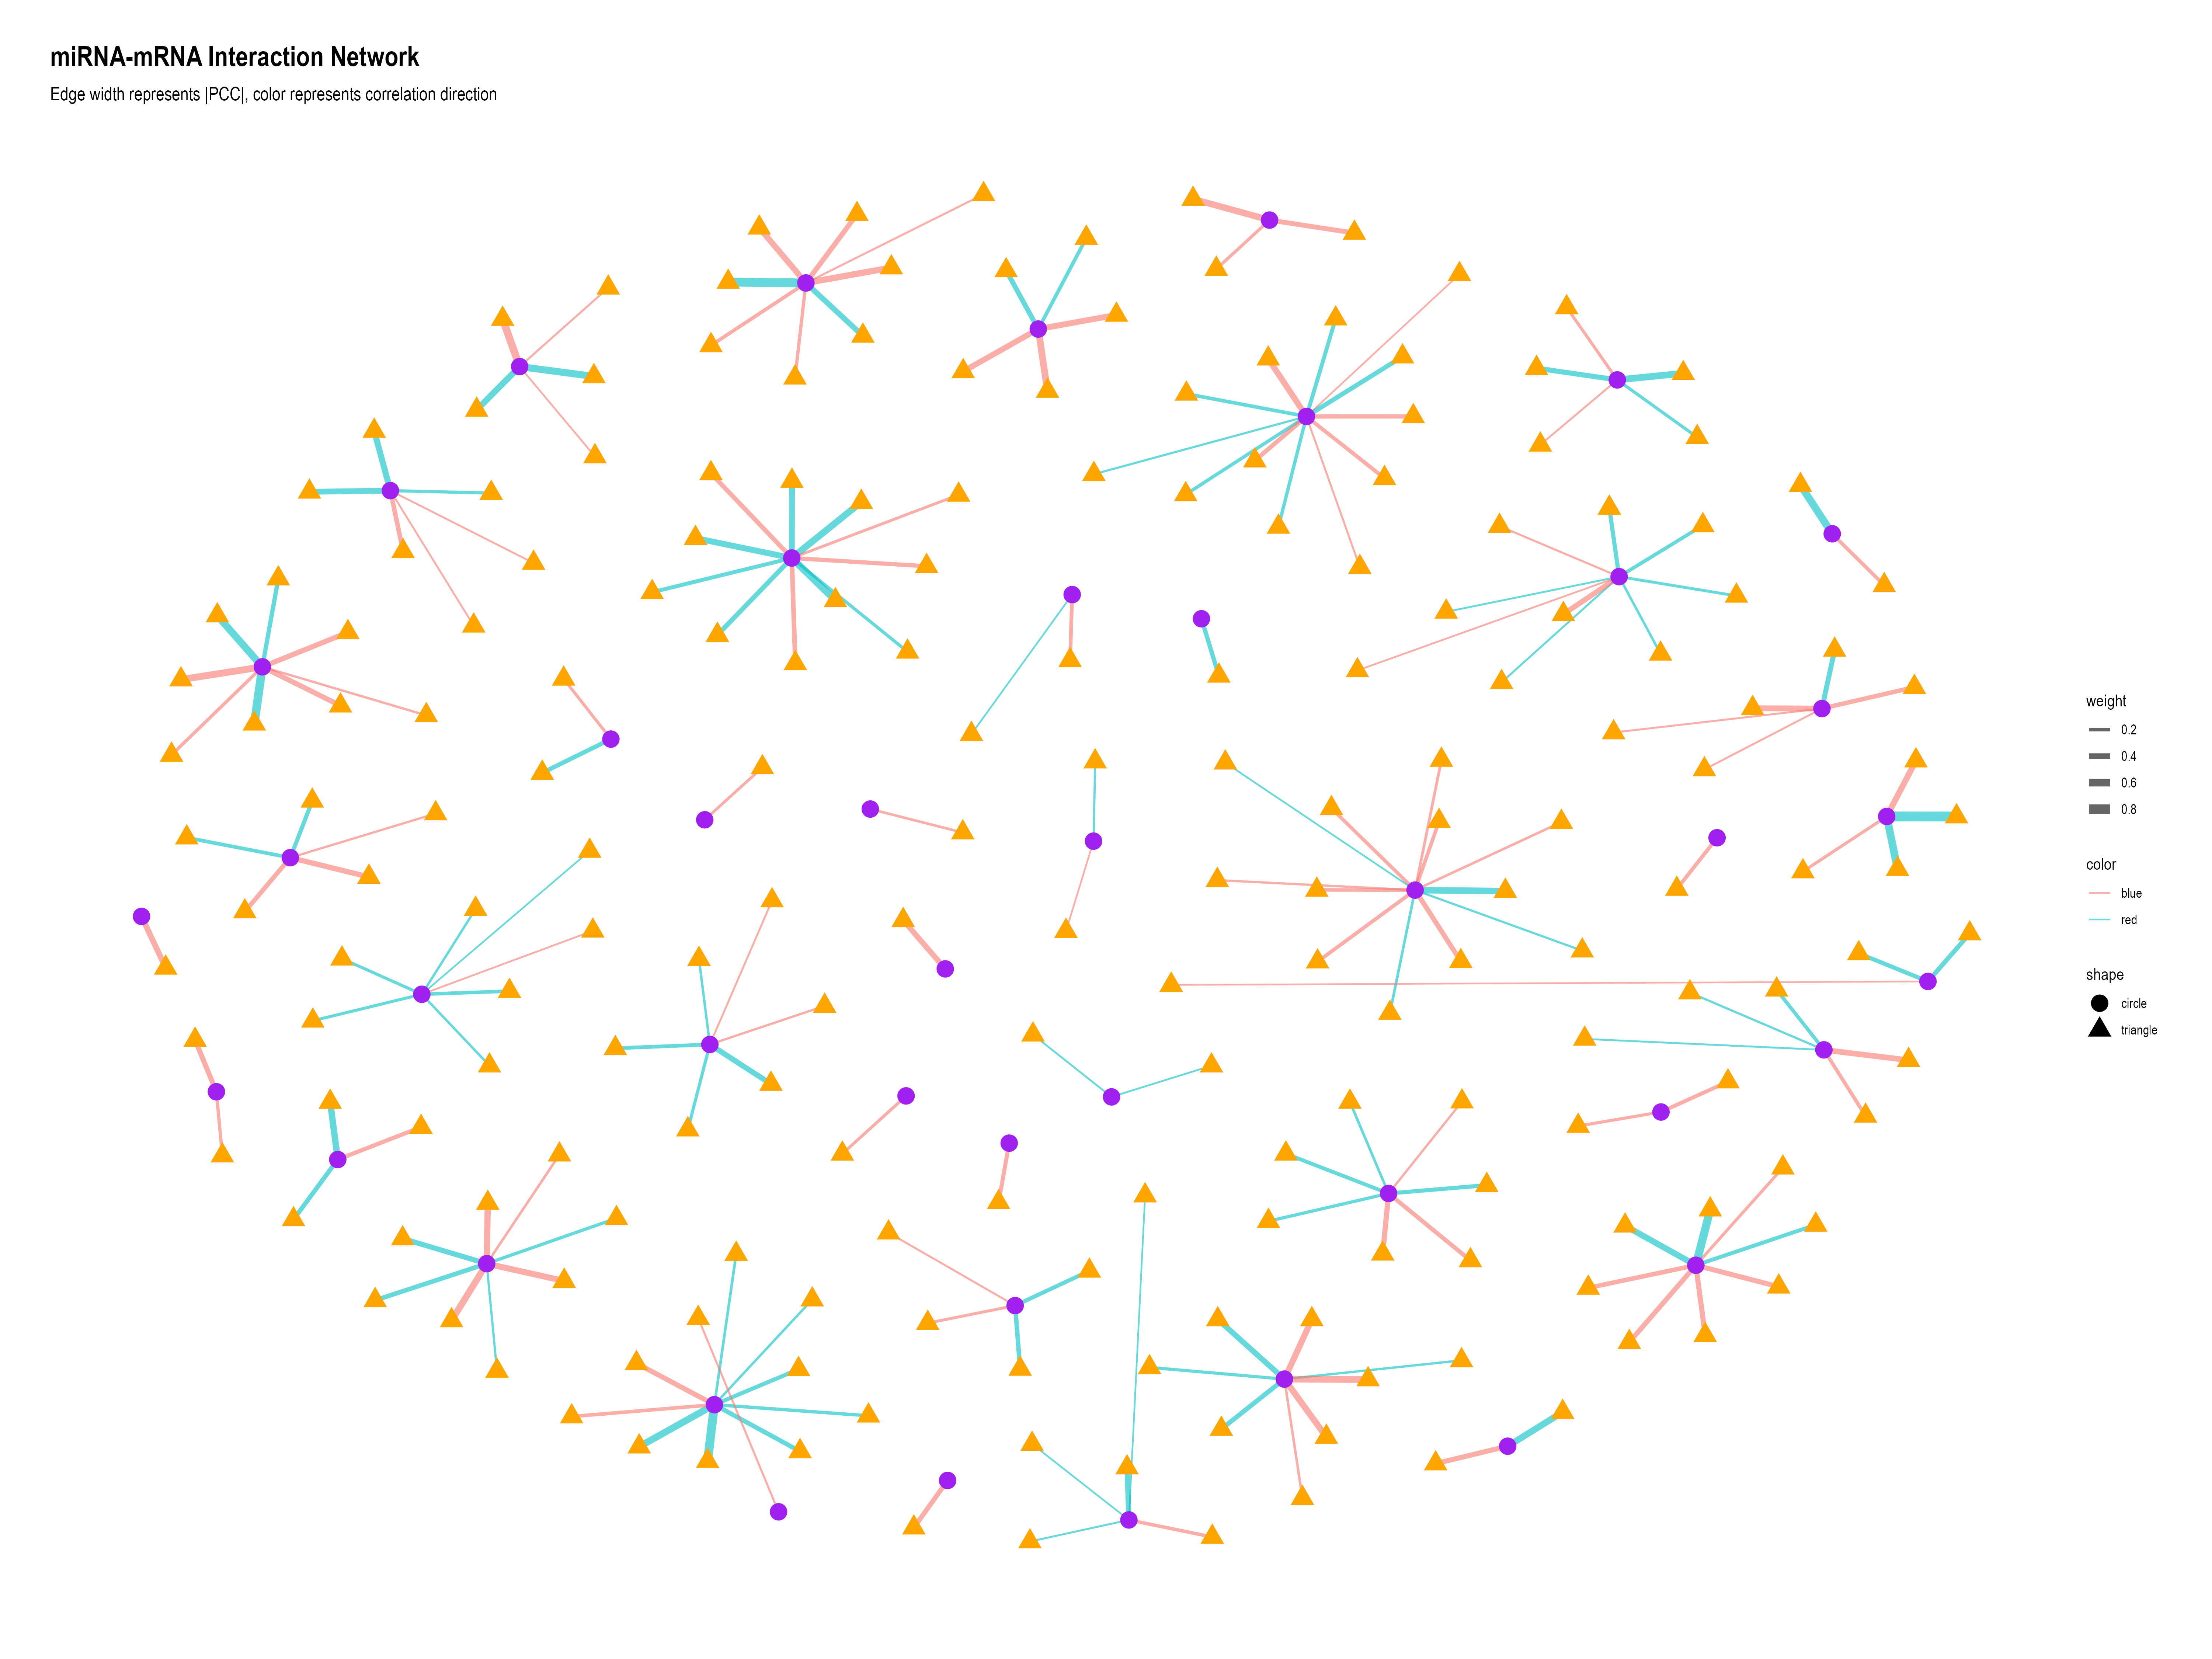 miRNA-mRNA Interaction Network
Edge width represents |PCC|, color represents correlation direction
weight
0.2
0.4
0.6
0.8
color
blue
red
shape
circle
triangle